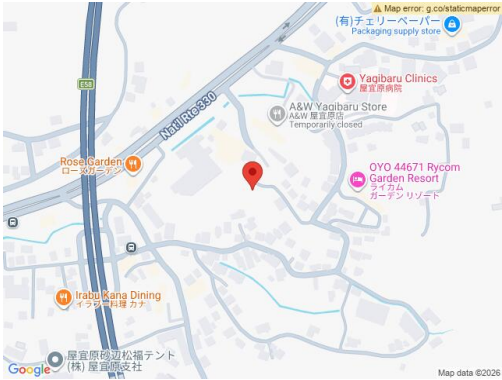 Map error: g.co/staticmaperror
(有)チェリーペーパー
Packaging supply store
E58
Yagibaru Clinics
屋宜原病院
Nat'l Rte 330
A&W Yagibaru Store
A&W 屋宜原店
Temporarily closed
Rose Garden
ローズガーデン
OYO 44671 Rycom
Garden Resort
ライカム
ガーデン リゾート
Irabu Kana Dining
イラブー料理 カナ
屋宜原砂辺松福テント
(株) 屋宜原支社
Google
Map data ©2026